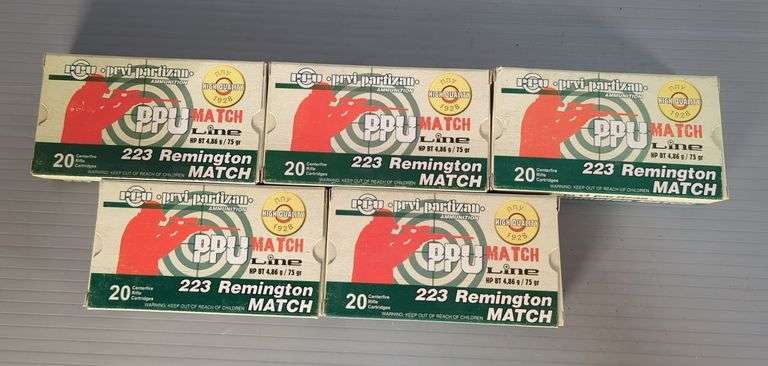 PPU •prvi partizan•
AMMUNITION
ППУ
HIGH QUALITY
1928
PPU MATCH
Line
HP BT 4,86 g / 75 gr
20 Centerfire
Rifle
Cartridges
223 Remington
WARNING: KEEP OUT OF REACH OF CHILDREN
MATCH
PPU •prvi partizan•
AMMUNITION
ППУ
HIGH QUALITY
1928
PPU MATCH
Line
HP BT 4,86 g / 75 gr
20 Centerfire
Rifle
Cartridges
223 Remington
WARNING: KEEP OUT OF REACH OF CHILDREN
MATCH
PPU •prvi partizan•
AMMUNITION
ППУ
HIGH QUALITY
1928
PPU MATCH
Line
HP BT 4,86 g / 75 gr
20 Centerfire
Rifle
Cartridges
223 Remington
WARNING: KEEP OUT OF REACH OF CHILDREN
MATCH
PPU •prvi partizan•
AMMUNITION
ППУ
HIGH QUALITY
1928
PPU MATCH
Line
HP BT 4,86 g / 75 gr
20 Centerfire
Rifle
Cartridges
223 Remington
WARNING: KEEP OUT OF REACH OF CHILDREN
MATCH
PPU •prvi partizan•
AMMUNITION
ППУ
HIGH QUALITY
1928
PPU MATCH
Line
HP BT 4,86 g / 75 gr
20 Centerfire
Rifle
Cartridges
223 Remington
WARNING: KEEP OUT OF REACH OF CHILDREN
MATCH